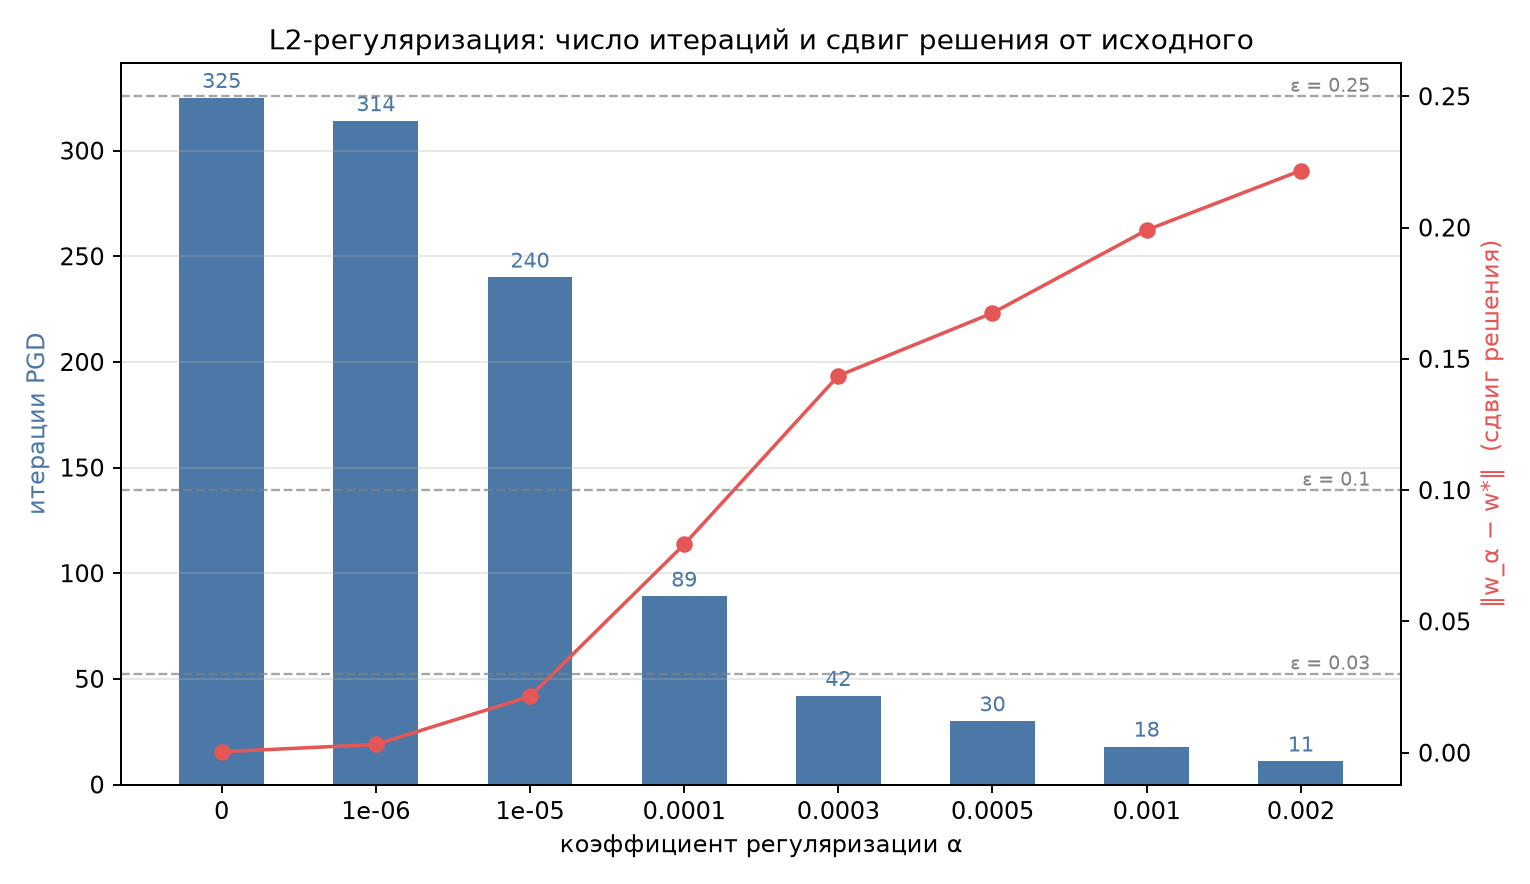 L2-регуляризация: число итераций и сдвиг решения от исходного
325
314
240
89
42
30
18
11
ε = 0.25
ε = 0.1
ε = 0.03
итерации PGD
300
250
200
150
100
50
0
0.25
0.20
0.15
0.10
0.05
0.00
‖w_α − w*‖ (сдвиг решения)
0 1e-06 1e-05 0.0001 0.0003 0.0005 0.001 0.002
коэффициент регуляризации α